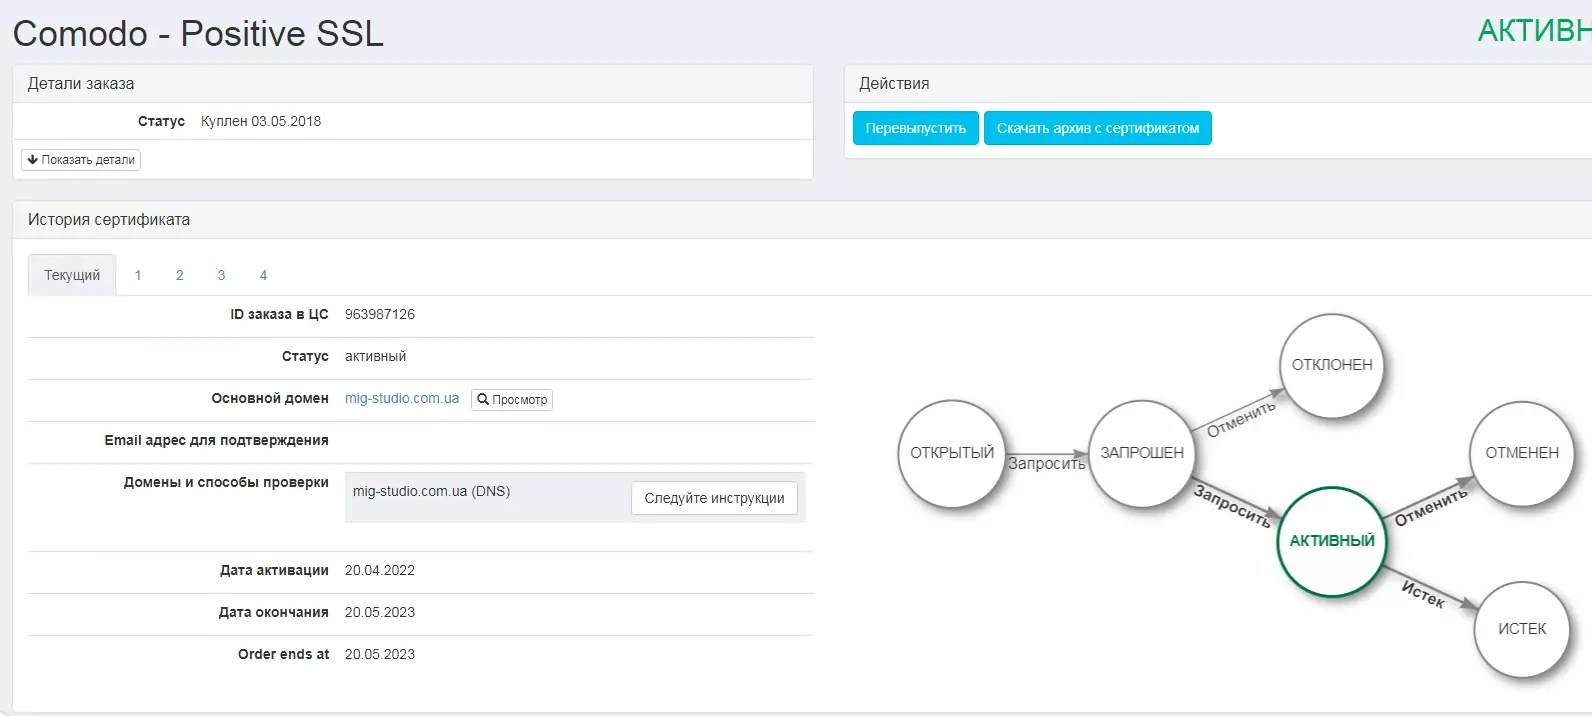 Comodo - Positive SSL
АКТИВН
Детали заказа
Статус Куплен 03.05.2018
Показать детали
Действия
Перевыпустить Скачать архив с сертификатом
История сертификата
Текущий 1 2 3 4
ID заказа в ЦС 963987126
Статус активный
Основной домен mig-studio.com.ua Просмотр
Email адрес для подтверждения
Домены и способы проверки mig-studio.com.ua (DNS) Следуйте инструкции
Дата активации 20.04.2022
Дата окончания 20.05.2023
Order ends at 20.05.2023
ОТКРЫТЫЙ
Запросить
ЗАПРОШЕН
Отменить
ОТКЛОНЕН
Запросить
АКТИВНЫЙ
Отменить
ОТМЕНЕН
Истек
ИСТЕК